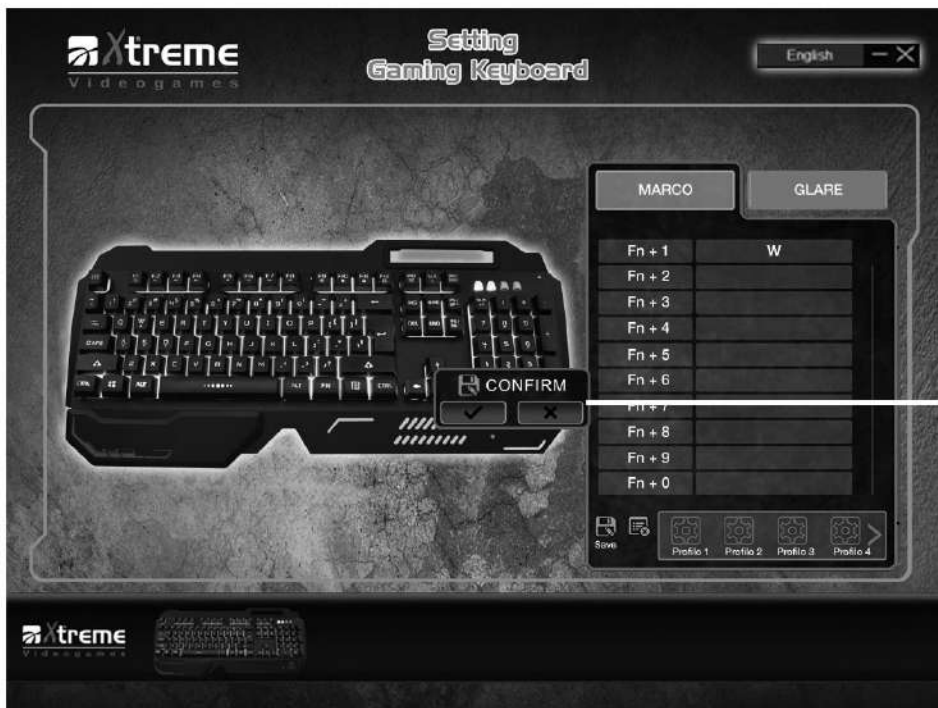 Xtreme
Videogames
Setting
Gaming Keyboard
English
MARCO
GLARE
Fn + 1 W
Fn + 2
Fn + 3
Fn + 4
Fn + 5
Fn + 6
CONFIRM
Fn + 7
Fn + 8
Fn + 9
Fn + 0
Save
Profilo 1 Profilo 2 Profilo 3 Profilo 4
Xtreme
Videogames